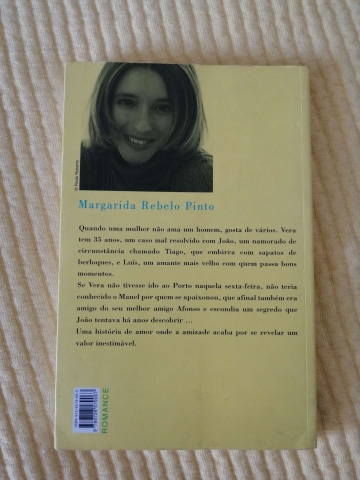 Margarida Rebelo Pinto
Quando uma mulher não ama um homem, gosta de vários. Vera
tem 35 anos, um caso mal resolvido com João, um namorado de
circunstância chamado Tiago, que embirra com sapatos de
berloques, e Luís, um amante mais velho com quem passa bons
momentos.
Se Vera não tivesse ido ao Porto naquela sexta-feira, não teria
conhecido o Manel por quem se apaixonou, que afinal também era
amigo do seu melhor amigo Afonso e escondia um segredo que
João tentava há anos descobrir ...
Uma história de amor onde a amizade acaba por se revelar um
valor inestimável.
ROMANCE